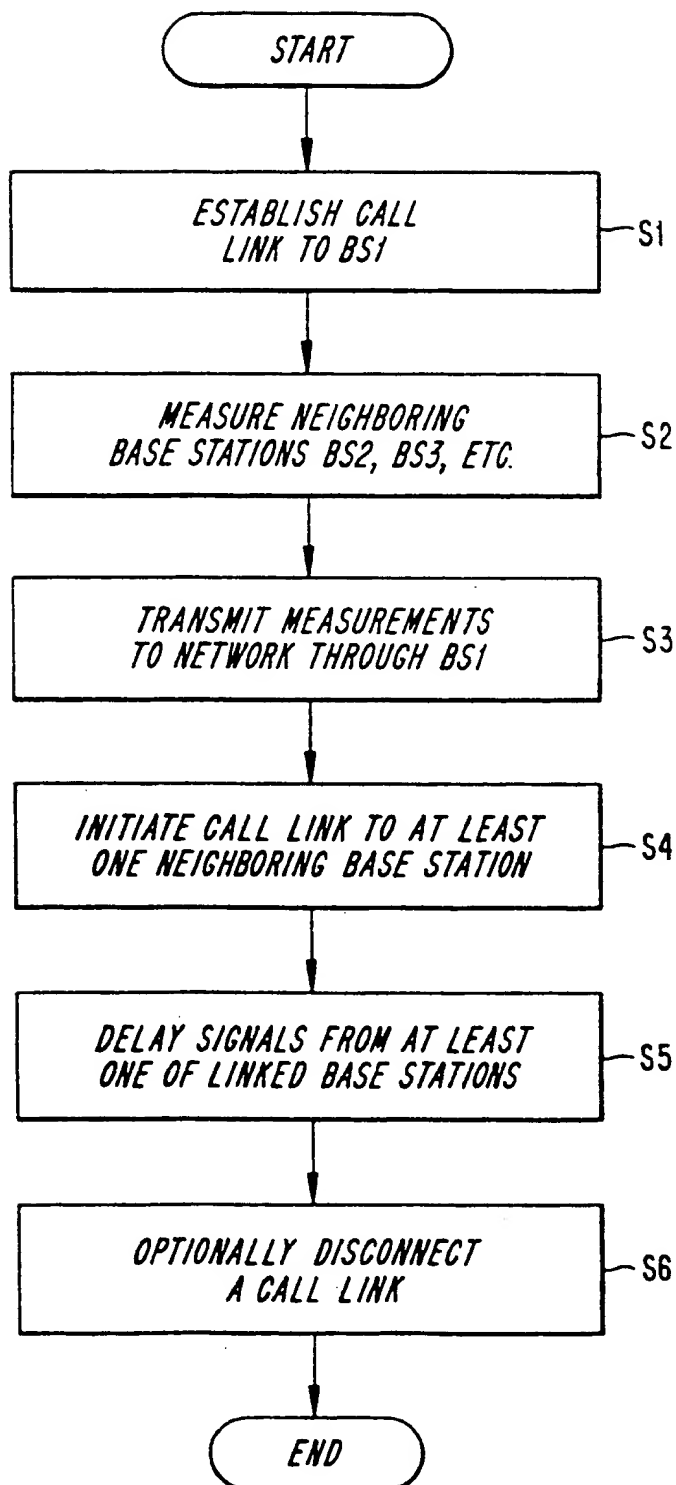 START
ESTABLISH CALL
LINK TO BS1
S1
MEASURE NEIGHBORING
BASE STATIONS BS2, BS3, ETC.
S2
TRANSMIT MEASUREMENTS
TO NETWORK THROUGH BS1
S3
INITIATE CALL LINK TO AT LEAST
ONE NEIGHBORING BASE STATION
S4
DELAY SIGNALS FROM AT LEAST
ONE OF LINKED BASE STATIONS
S5
OPTIONALLY DISCONNECT
A CALL LINK
S6
END